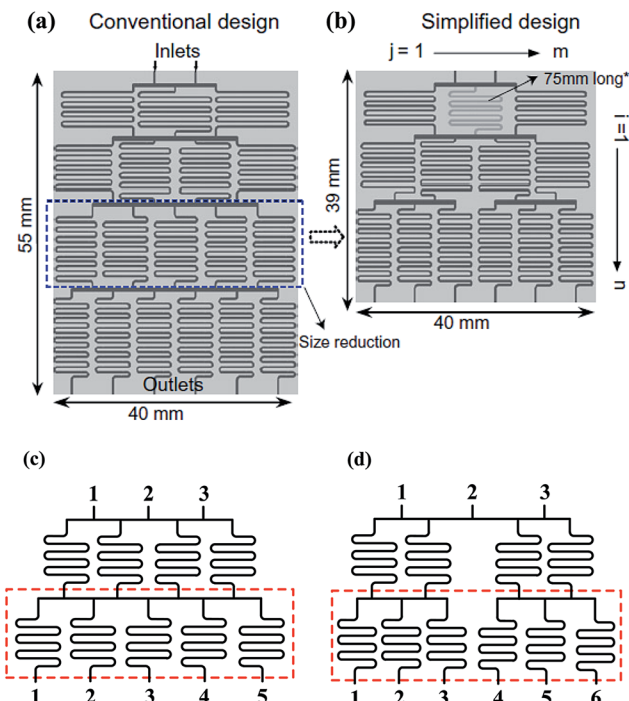 (a) Conventional design
Inlets
55 mm
Size reduction
Outlets
40 mm
(b) Simplified design
j = 1 m
75mm long*
i = 1
n
39 mm
40 mm
(c)
1 2 3
1 2 3 4 5
(d)
1 2 3
1 2 3 4 5 6